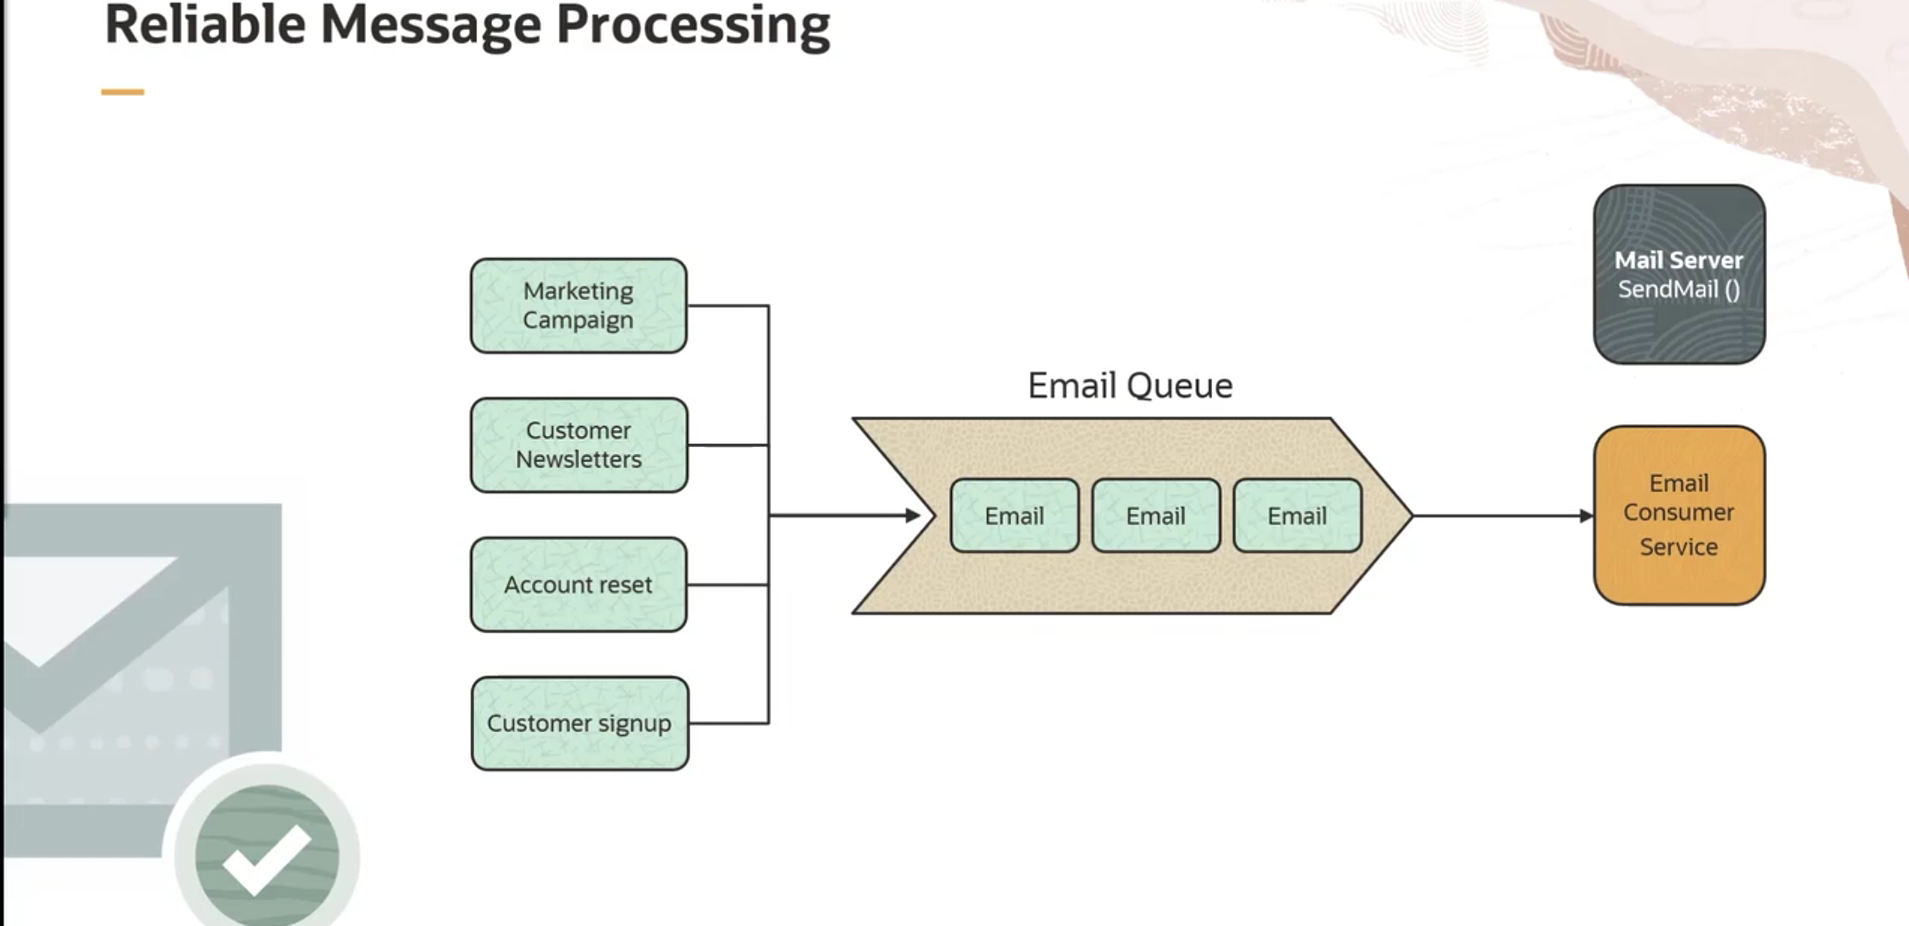 Reliable Message Processing
Marketing
Campaign
Customer
Newsletters
Account reset
Customer signup
Email Queue
Email Email Email
Mail Server
SendMail ()
Email
Consumer
Service